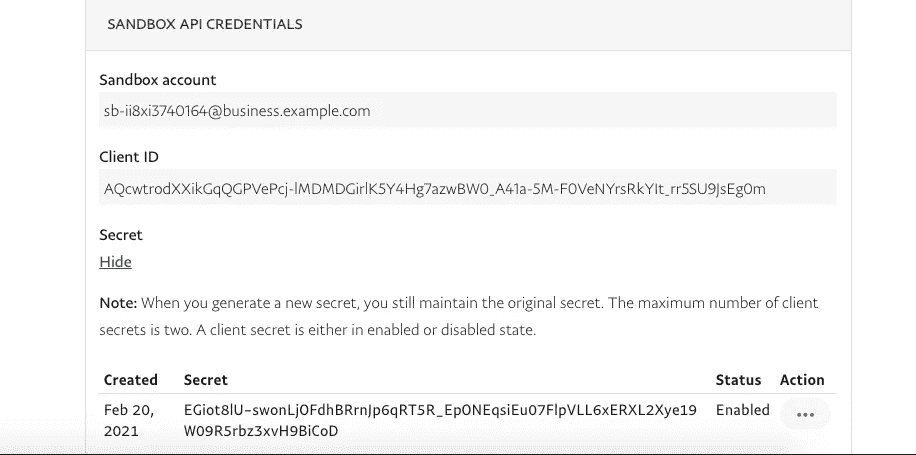 SANDBOX API CREDENTIALS
Sandbox account
sb-ii8xi3740164@business.example.com
Client ID
AQcwtrodXXikGqQGPVePcj-lMDMDGirlK5Y4Hg7azwBW0_A41a-5M-F0VeNYrsRkYIt_rr5SU9JsEg0m
Secret
Hide
Note: When you generate a new secret, you still maintain the original secret. The maximum number of client
secrets is two. A client secret is either in enabled or disabled state.
Created Secret Status Action
Feb 20, EGiot8lU-swonLjOFdhBRrnJp6qRT5R_EpONEqsiEu07FlpVLL6xERXL2Xye19 Enabled
2021 W09R5rbz3xvH9BiCoD